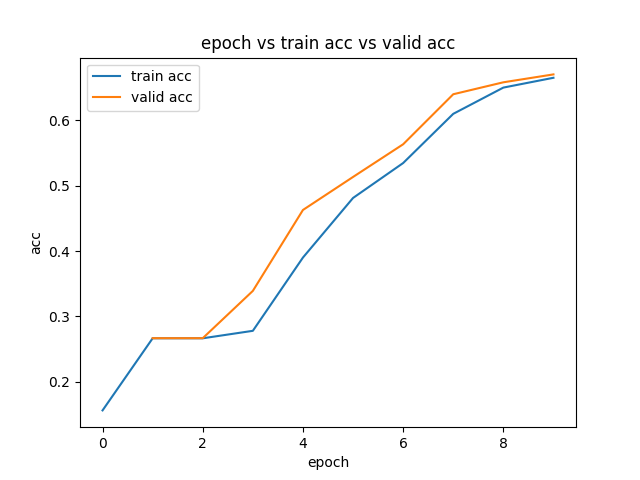 epoch vs train acc vs valid acc
train acc
valid acc
acc
0.6
0.5
0.4
0.3
0.2
0 2 4 6 8
epoch